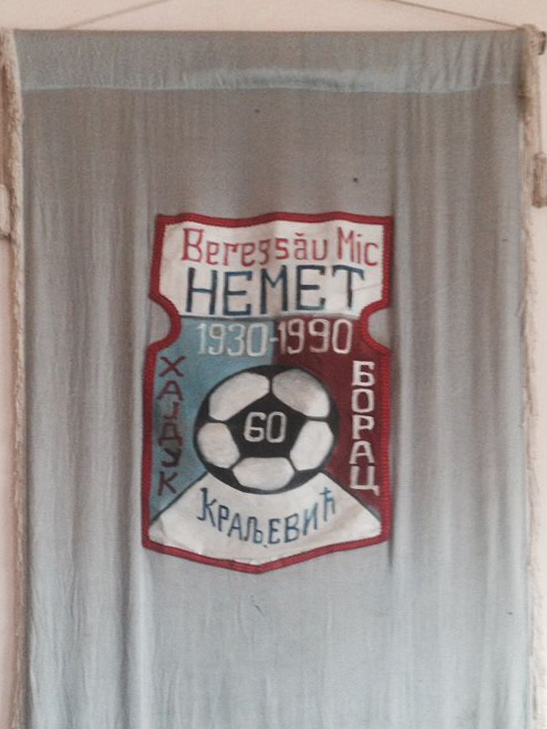 Beregsău Mic
НЕМЕТ
1930-1990
ХАЈДУК
60
БОРАЦ
КРАЉЕВИЋ